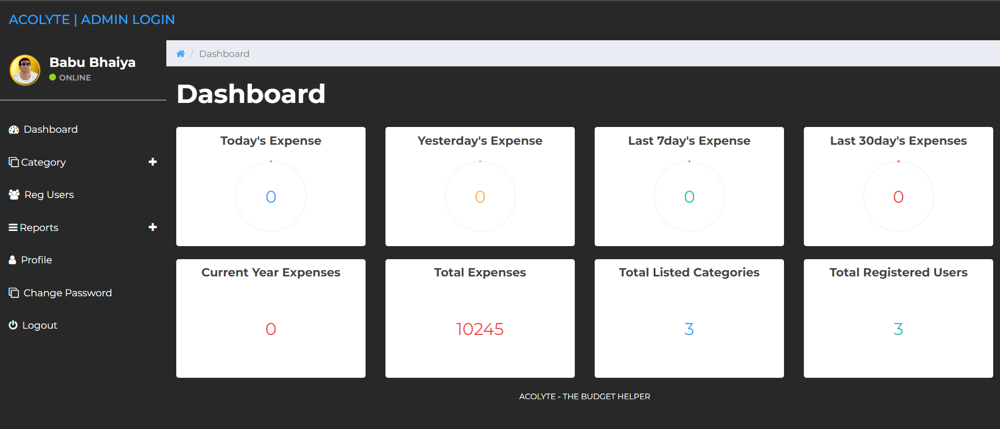 ACOLYTE | ADMIN LOGIN
Babu Bhaiya
ONLINE
Dashboard
Category
Reg Users
Reports
Profile
Change Password
Logout
/ Dashboard
Dashboard
Today's Expense
0
Yesterday's Expense
0
Last 7day's Expense
0
Last 30day's Expenses
0
Current Year Expenses
0
Total Expenses
10245
Total Listed Categories
3
Total Registered Users
3
ACOLYTE - THE BUDGET HELPER